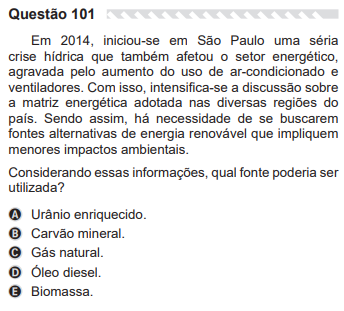 Questão 101
Em 2014, iniciou-se em São Paulo uma séria
crise hídrica que também afetou o setor energético,
agravada pelo aumento do uso de ar-condicionado e
ventiladores. Com isso, intensifica-se a discussão sobre
a matriz energética adotada nas diversas regiões do
país. Sendo assim, há necessidade de se buscarem
fontes alternativas de energia renovável que impliquem
menores impactos ambientais.
Considerando essas informações, qual fonte poderia ser
utilizada?
A Urânio enriquecido.
B Carvão mineral.
C Gás natural.
D Óleo diesel.
E Biomassa.